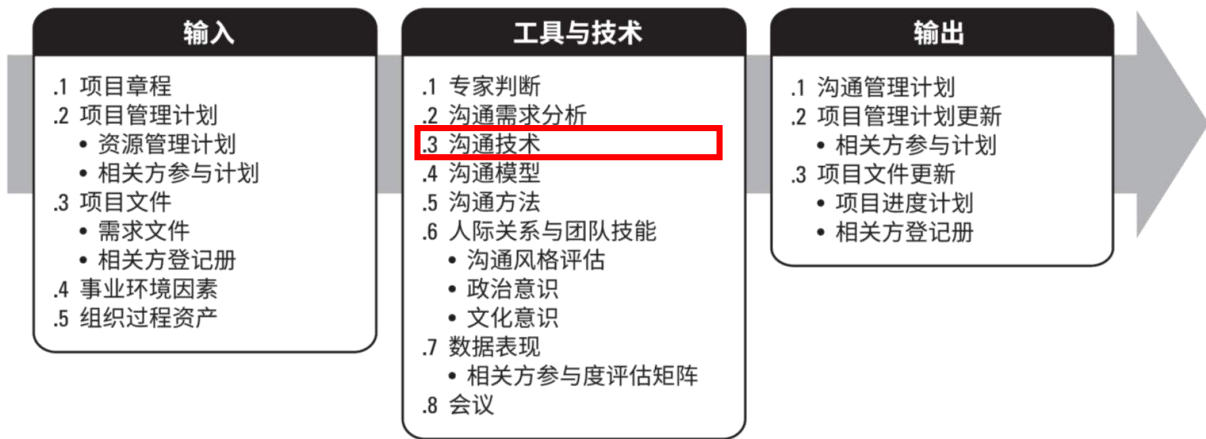 输入
.1 项目章程
.2 项目管理计划
• 资源管理计划
• 相关方参与计划
.3 项目文件
• 需求文件
• 相关方登记册
.4 事业环境因素
.5 组织过程资产
工具与技术
.1 专家判断
.2 沟通需求分析
.3 沟通技术
.4 沟通模型
.5 沟通方法
.6 人际关系与团队技能
• 沟通风格评估
• 政治意识
• 文化意识
.7 数据表现
• 相关方参与度评估矩阵
.8 会议
输出
.1 沟通管理计划
.2 项目管理计划更新
• 相关方参与计划
.3 项目文件更新
• 项目进度计划
• 相关方登记册